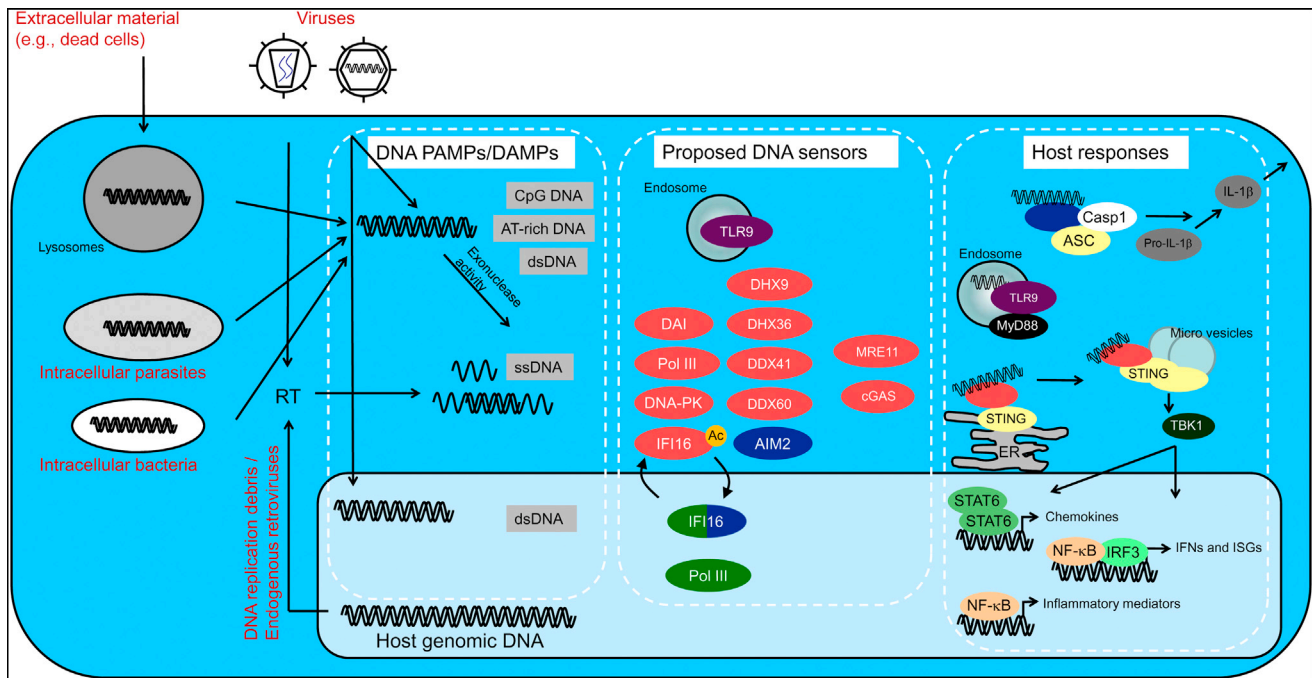 Extracellular material
(e.g., dead cells)
Viruses
DNA PAMPs/DAMPs
Proposed DNA sensors
Host responses
Lysosomes
Intracellular parasites
Intracellular bacteria
RT
DNA replication debris /
Endogenous retroviruses
CpG DNA
AT-rich DNA
dsDNA
Exonuclease
activity
ssDNA
dsDNA
Host genomic DNA
Endosome
TLR9
DHX9
DAI
DHX36
MRE11
Pol III
DDX41
cGAS
DNA-PK
DDX60
IFI16
Ac
AIM2
IFI16
Pol III
Casp1
ASC
IL-1β
Pro-IL-1β
Endosome
TLR9
MyD88
Micro vesicles
STING
STING
ER
TBK1
STAT6
STAT6
Chemokines
NF-κB
IRF3
IFNs and ISGs
NF-κB
Inflammatory mediators